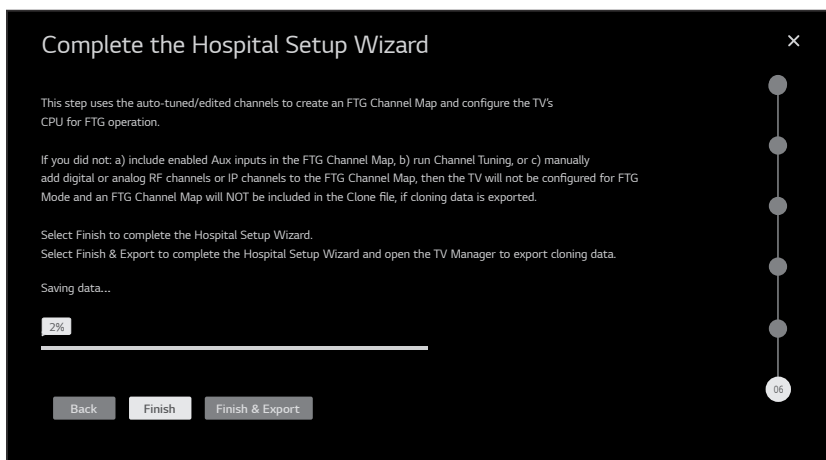 Complete the Hospital Setup Wizard
×
This step uses the auto-tuned/edited channels to create an FTG Channel Map and configure the TV's
CPU for FTG operation.
If you did not: a) include enabled Aux inputs in the FTG Channel Map, b) run Channel Tuning, or c) manually
add digital or analog RF channels or IP channels to the FTG Channel Map, then the TV will not be configured for FTG
Mode and an FTG Channel Map will NOT be included in the Clone file, if cloning data is exported.
Select Finish to complete the Hospital Setup Wizard.
Select Finish & Export to complete the Hospital Setup Wizard and open the TV Manager to export cloning data.
Saving data...
2%
06
Back Finish Finish & Export